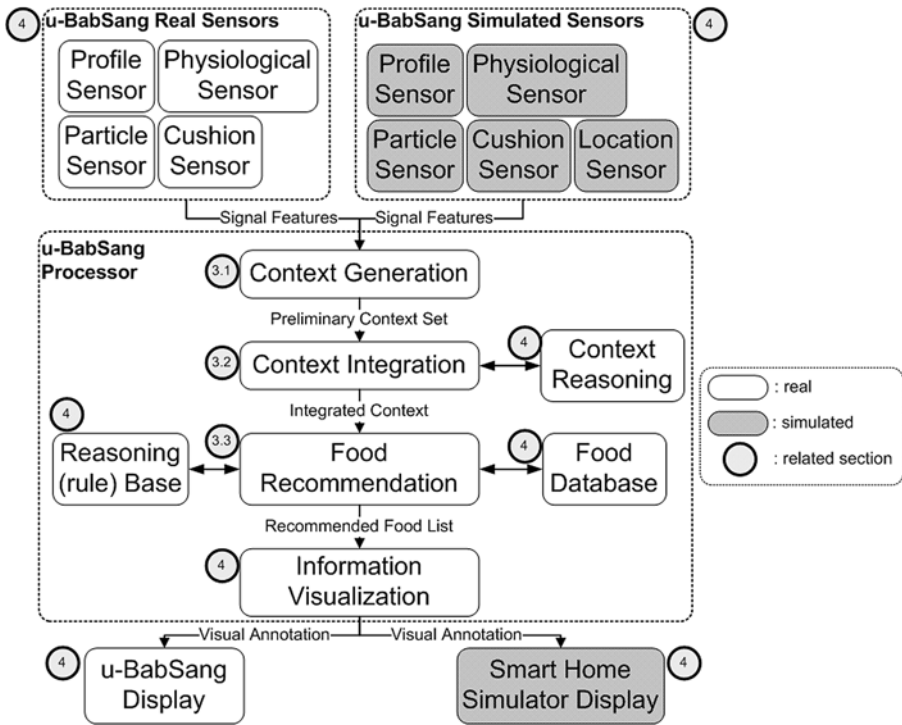 4
u-BabSang Real Sensors
Profile
Sensor
Physiological
Sensor
Particle
Sensor
Cushion
Sensor
u-BabSang Simulated Sensors
4
Profile
Sensor
Physiological
Sensor
Particle
Sensor
Cushion
Sensor
Location
Sensor
Signal Features
Signal Features
u-BabSang
Processor
3.1
Context Generation
Preliminary Context Set
3.2
Context Integration
4
Context
Reasoning
Integrated Context
4
Reasoning
(rule) Base
3.3
Food
Recommendation
4
Food
Database
Recommended Food List
4
Information
Visualization
Visual Annotation
Visual Annotation
4
u-BabSang
Display
Smart Home
Simulator Display
4
: real
: simulated
: related section